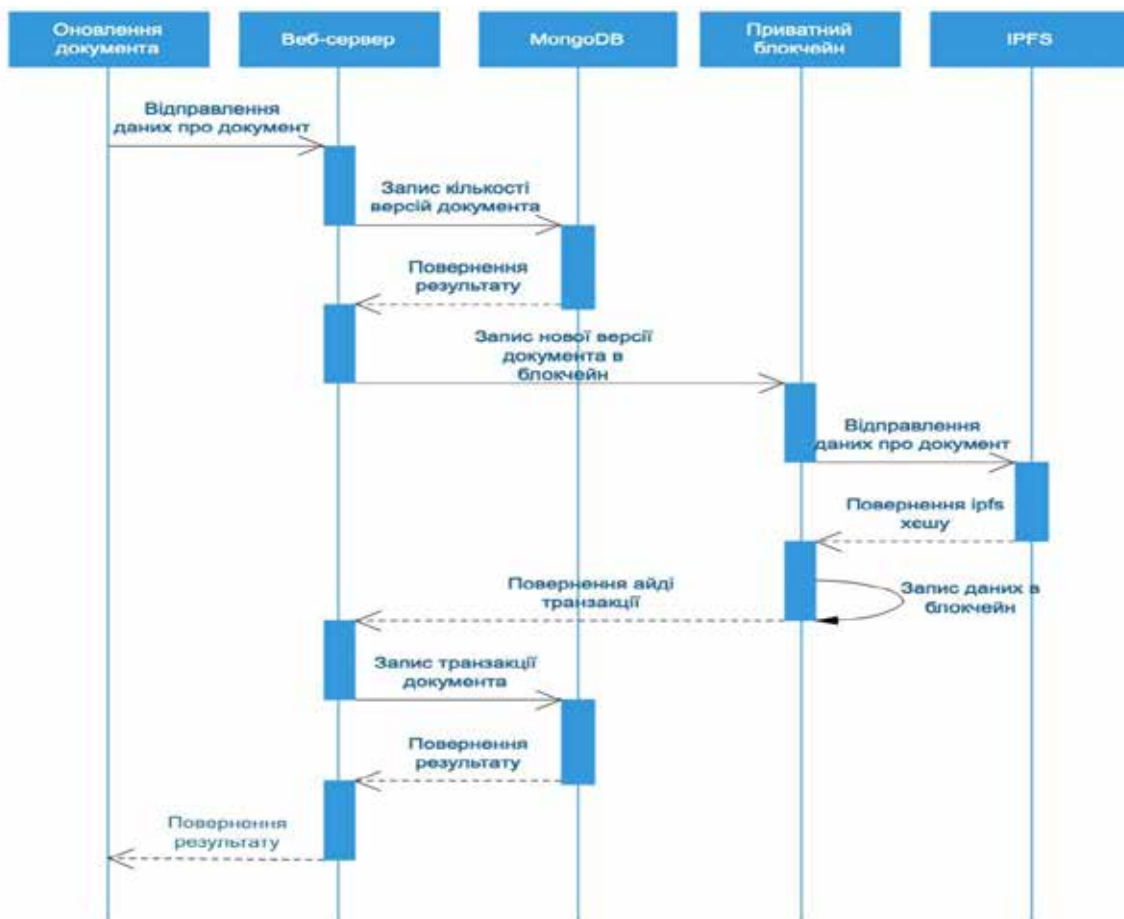 Оновлення
документа
Веб-сервер
MongoDB
Приватний
блокчейн
IPFS
Відправлення
даних про документ
Запис кількості
версій документа
Повернення
результату
Запис нової версії
документа в
блокчейн
Відправлення
даних про документ
Повернення ipfs
хешу
Запис даних в
блокчейн
Повернення айді
транзакції
Запис транзакції
документа
Повернення
результату
Повернення
результату